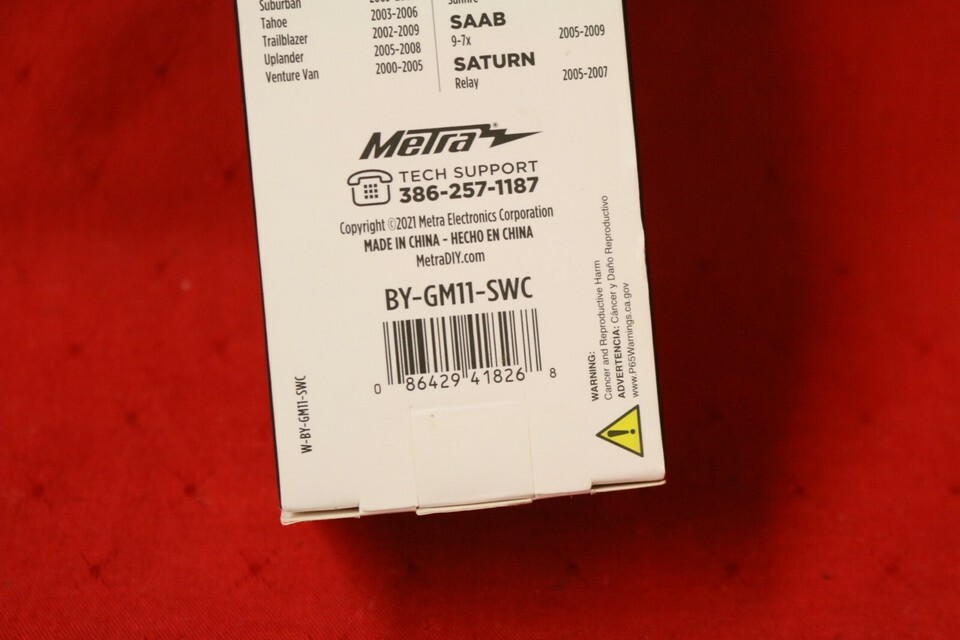 Suburban
Tahoe 2003-2006
Trailblazer 2002-2009
Uplander 2005-2008
Venture Van 2000-2005
Sunfire
SAAB
9-7x 2005-2009
SATURN
Relay 2005-2007
Metra®
TECH SUPPORT
386-257-1187
Copyright ©2021 Metra Electronics Corporation
MADE IN CHINA - HECHO EN CHINA
MetraDIY.com
BY-GM11-SWC
0 86429 41826 8
W-BY-GM11-SWC
WARNING:
Cancer and Reproductive Harm
ADVERTENCIA: Cáncer y Daño Reproductivo
www.P65Warnings.ca.gov